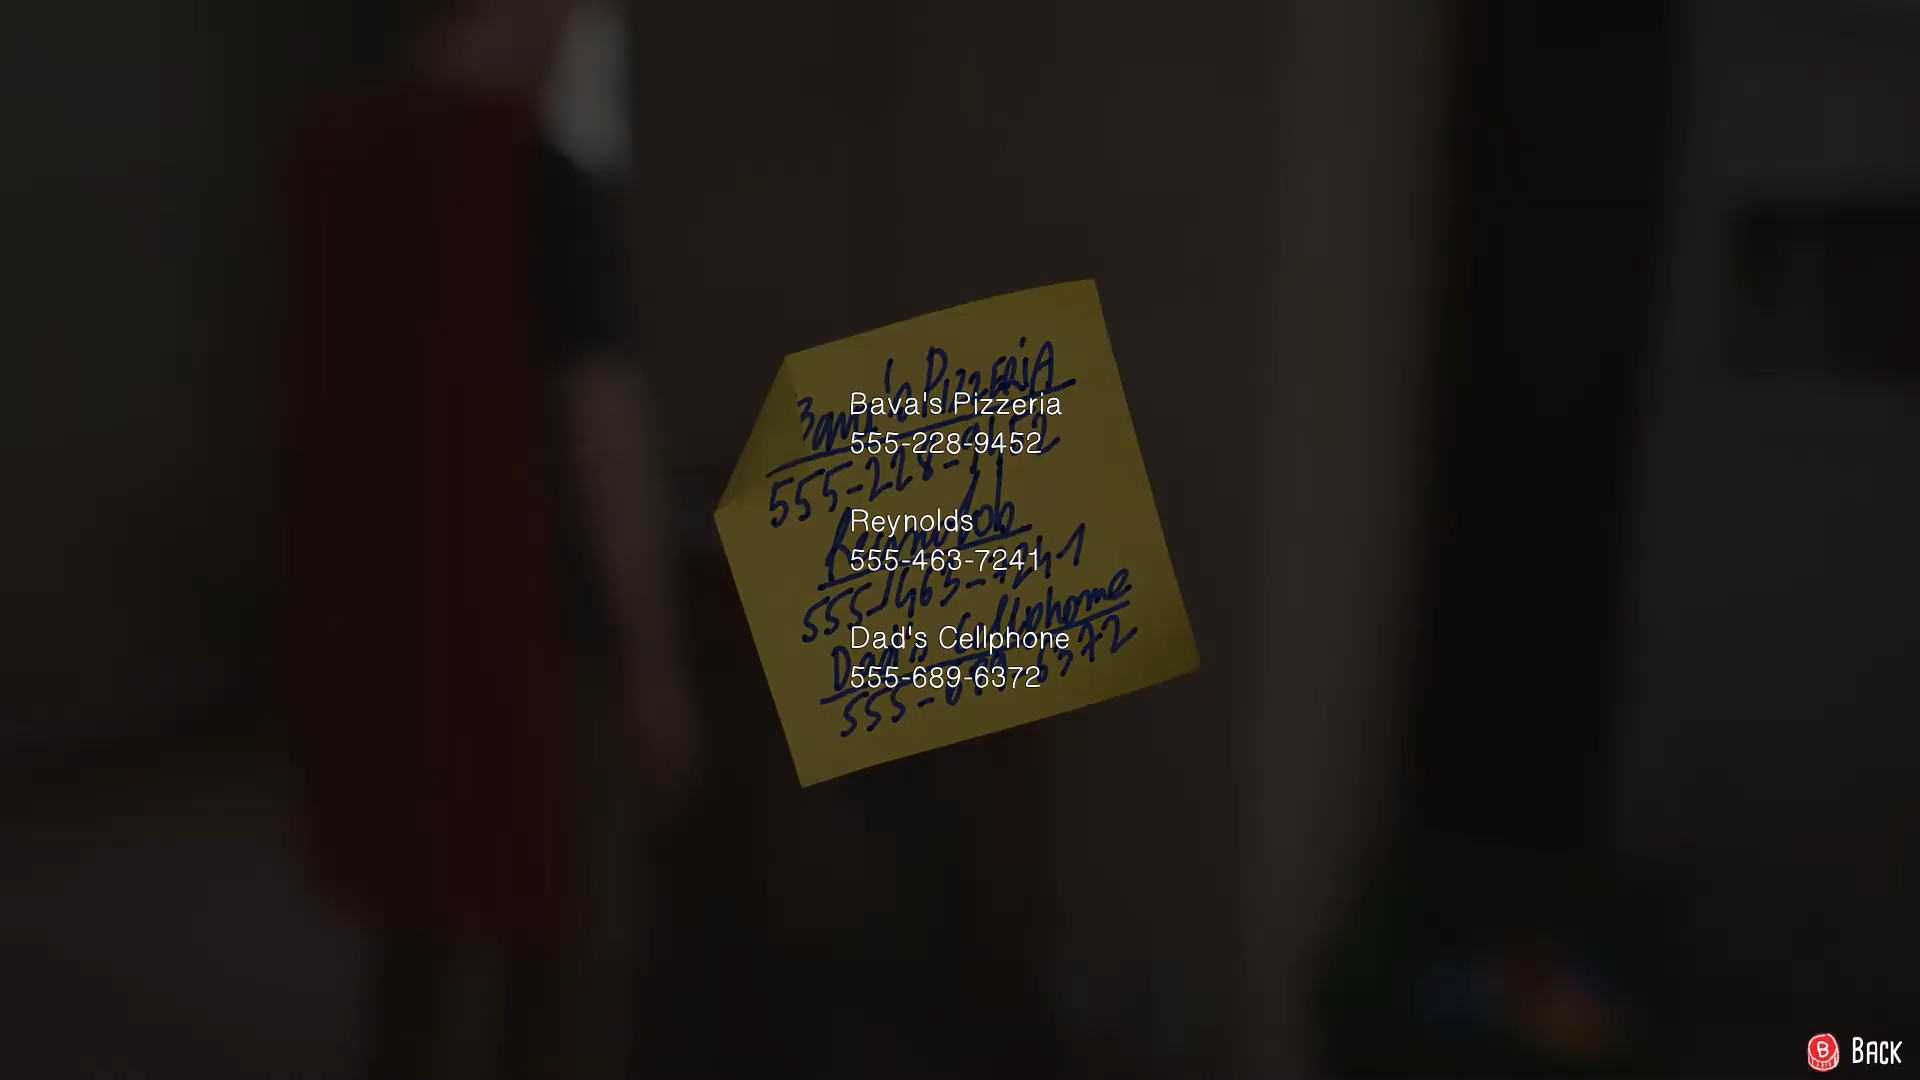 Bava's Pizzeria
555-228-9452
Reynolds
555-463-7241
Dad's Cellphone
555-689-6372
B BACK